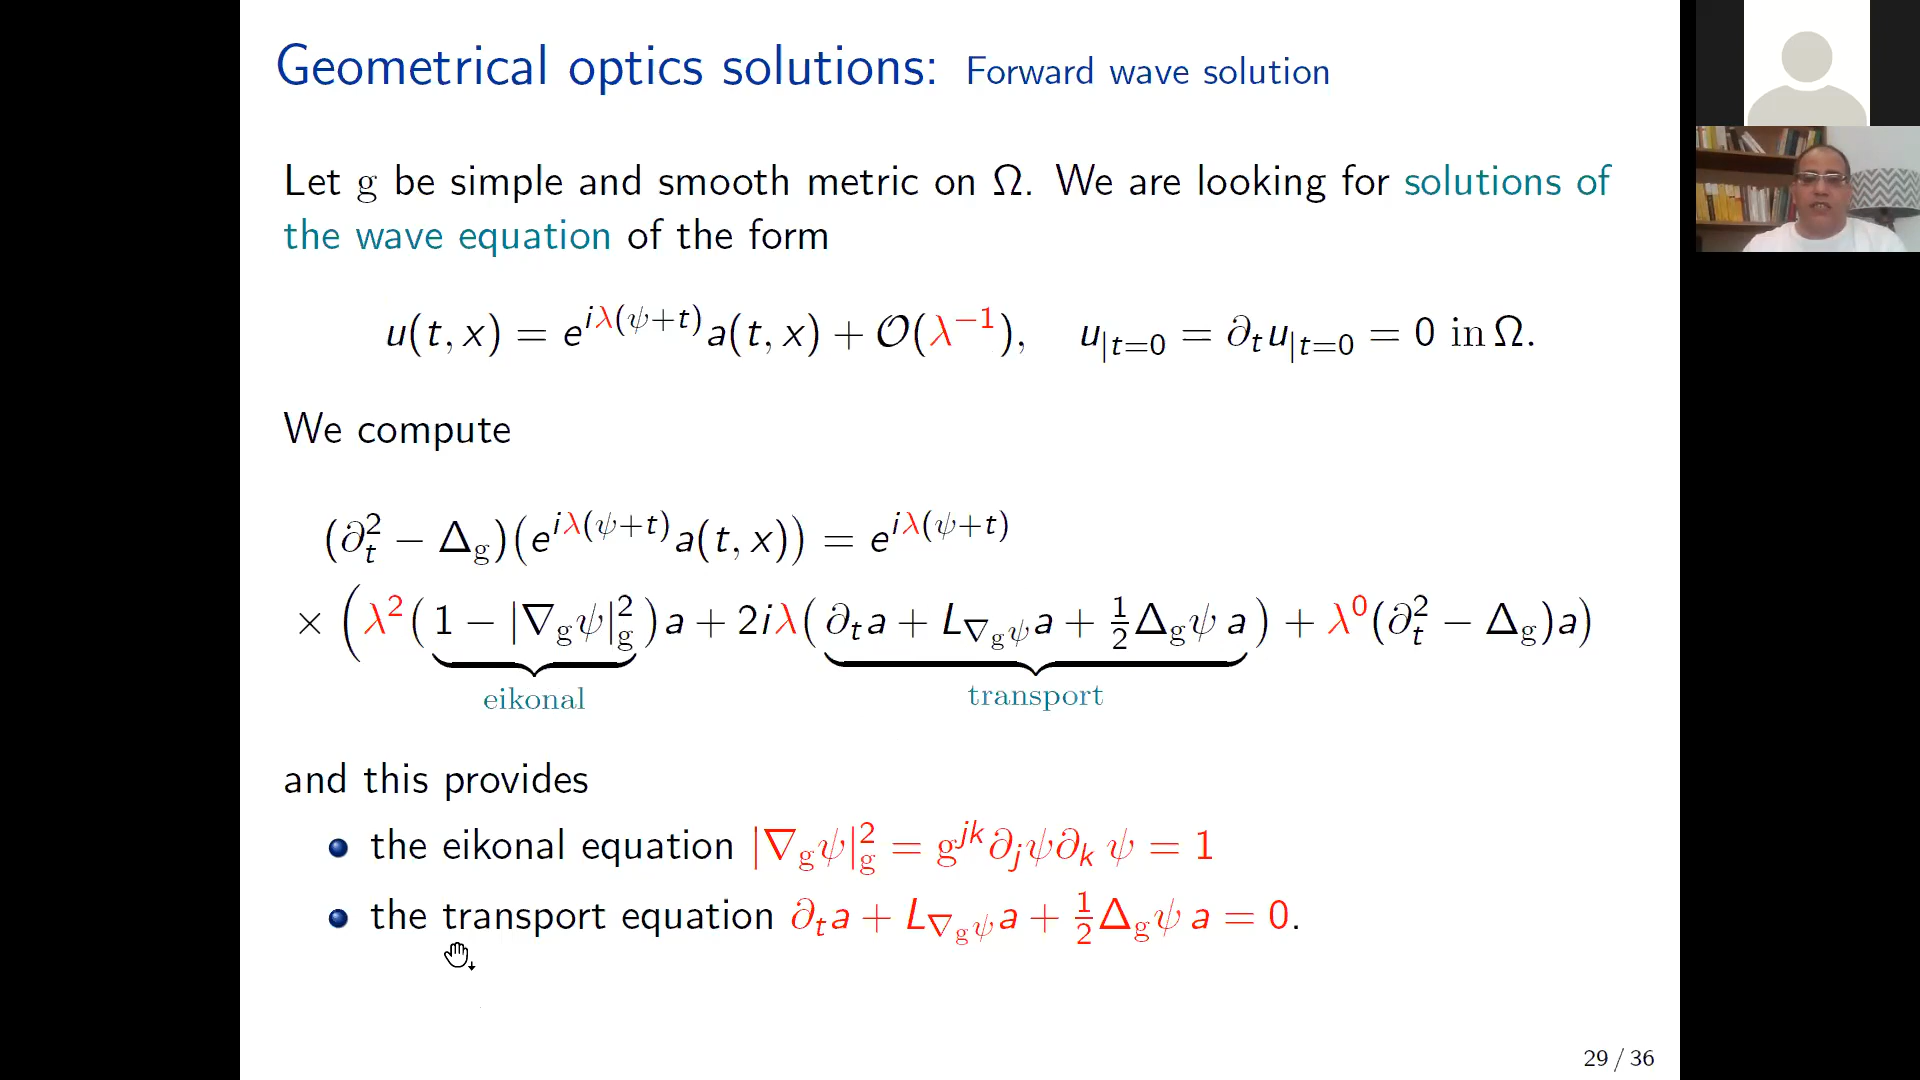 Geometrical optics solutions: Forward wave solution
Let g be simple and smooth metric on Ω. We are looking for solutions of
the wave equation of the form
u(t, x) = e^{iλ(ψ+t)} a(t, x) + 𝒪(λ^{-1}), u_{|t=0} = ∂_t u_{|t=0} = 0 in Ω.
We compute
(∂_t^2 − Δ_g)(e^{iλ(ψ+t)} a(t, x)) = e^{iλ(ψ+t)}
× (λ^2(1 − |∇_g ψ|_g^2)a + 2iλ(∂_t a + L_{∇_g ψ} a + ½Δ_g ψ a) + λ^0(∂_t^2 − Δ_g)a)
eikonal transport
and this provides
• the eikonal equation |∇_g ψ|_g^2 = g^{jk} ∂_j ψ ∂_k ψ = 1
• the transport equation ∂_t a + L_{∇_g ψ} a + ½Δ_g ψ a = 0.
29 / 36